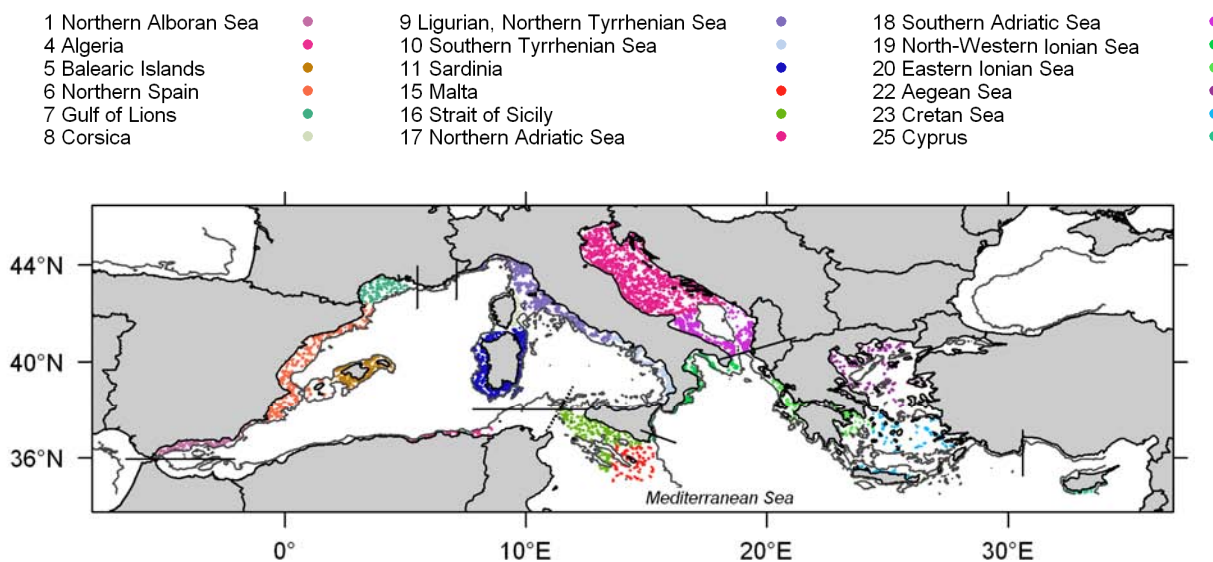 1 Northern Alboran Sea
4 Algeria
5 Balearic Islands
6 Northern Spain
7 Gulf of Lions
8 Corsica
9 Ligurian, Northern Tyrrhenian Sea
10 Southern Tyrrhenian Sea
11 Sardinia
15 Malta
16 Strait of Sicily
17 Northern Adriatic Sea
18 Southern Adriatic Sea
19 North-Western Ionian Sea
20 Eastern Ionian Sea
22 Aegean Sea
23 Cretan Sea
25 Cyprus
44°N
40°N
36°N
Mediterranean Sea
0°
10°E
20°E
30°E